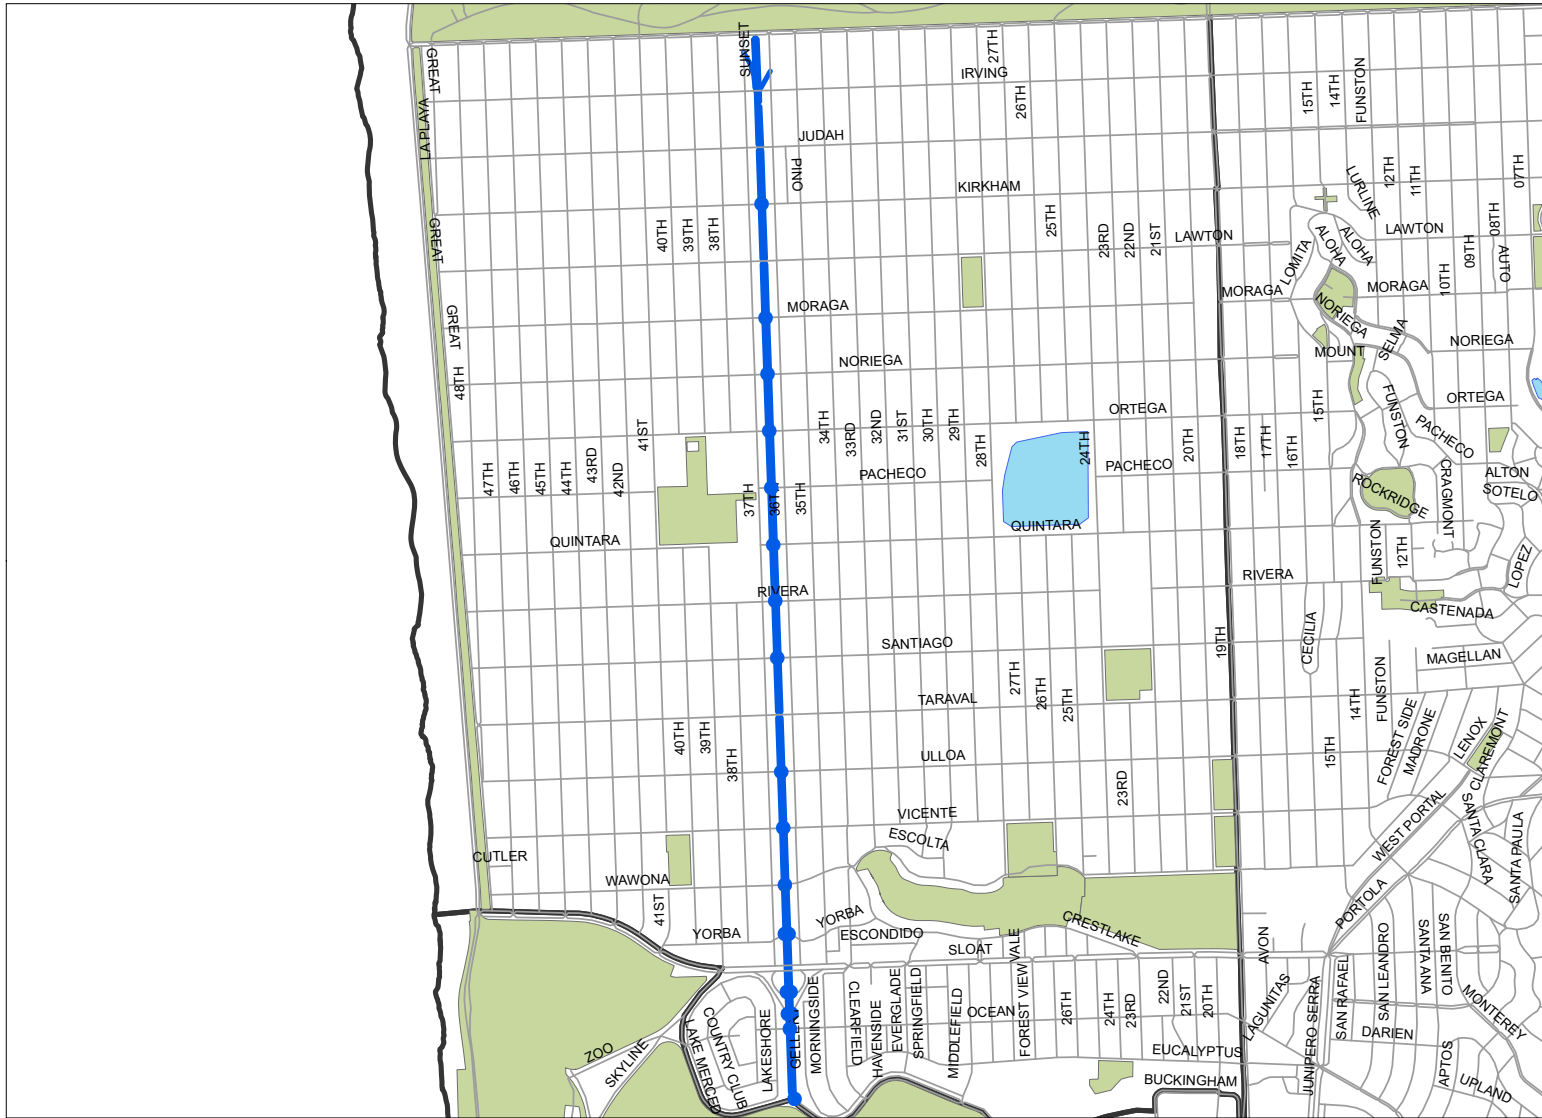 SUNSET
GREAT
27TH
IRVING
26TH
15TH
14TH
FUNSTON
LA PLAYA
JUDAH
PINO
KIRKHAM
LURLINE
12TH
11TH
07TH
GREAT
40TH
39TH
38TH
25TH
23RD
22ND
21ST
LAWTON
LOMITA
ALOHA
ALOHA
LAWTON
08TH
09TH
AUTO
10TH
MORAGA
MORAGA
MORAGA
GREAT
NORIEGA
SELMA
NORIEGA
NORIEGA
MOUNT
48TH
15TH
FUNSTON
ORTEGA
ORTEGA
PACHECO
41ST
34TH
33RD
32ND
31ST
30TH
29TH
28TH
24TH
20TH
18TH
17TH
16TH
47TH
46TH
45TH
44TH
43RD
42ND
PACHECO
PACHECO
CRAGMONT
ALTON
SOTELO
ROCKRIDGE
37TH
35TH
QUINTARA
QUINTARA
FUNSTON
12TH
LOPEZ
RIVERA
RIVERA
CASTENADA
SANTIAGO
19TH
CECILIA
MAGELLAN
27TH
26TH
25TH
TARAVAL
14TH
FUNSTON
FOREST SIDE
MADRONE
LENOX
CLAREMONT
40TH
39TH
38TH
ULLOA
23RD
15TH
VICENTE
ESCOLTA
WEST PORTAL
SANTA CLARA
SANTA PAULA
CUTLER
WAWONA
41ST
YORBA
YORBA
ESCONDIDO
SLOAT
VALE
CRESTLAKE
AVON
PORTOLA
SAN LEANDRO
SANTA ANA
SAN BENITO
MONTEREY
ZOO
SKYLINE
LAKE MERCED
COUNTRY CLUB
LAKESHORE
MORNINGSIDE
CLEARFIELD
HAVENSIDE
EVERGLADE
SPRINGFIELD
MIDDLEFIELD
OCEAN
FOREST VIEW
26TH
24TH
23RD
22ND
21ST
20TH
LAGUNITAS
JUNIPERO SERRA
SAN RAFAEL
DARIEN
EUCALYPTUS
BUCKINGHAM
APTOS
UPLAND